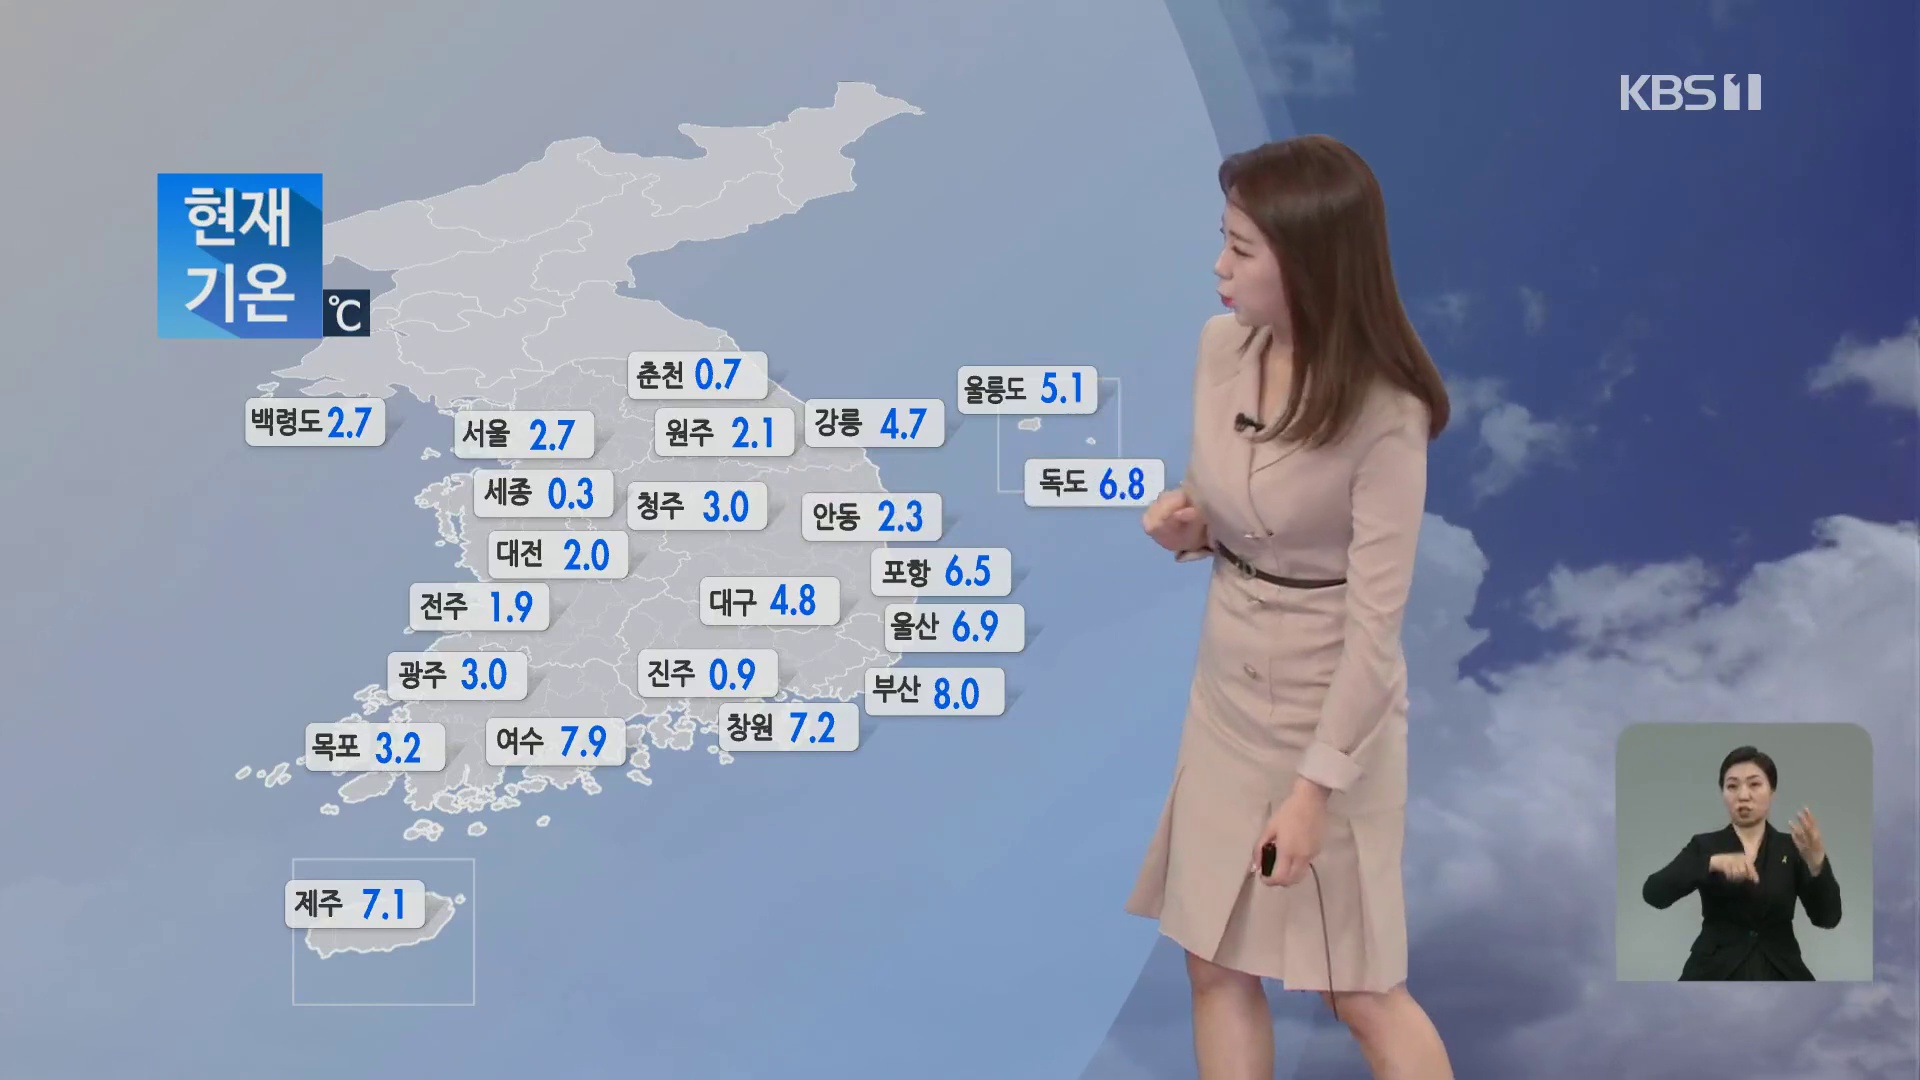 KBS 1
현재
기온
℃
춘천 0.7
울릉도 5.1
백령도 2.7
서울 2.7
원주 2.1
강릉 4.7
독도 6.8
세종 0.3
청주 3.0
안동 2.3
대전 2.0
포항 6.5
전주 1.9
대구 4.8
울산 6.9
광주 3.0
진주 0.9
부산 8.0
목포 3.2
여수 7.9
창원 7.2
제주 7.1